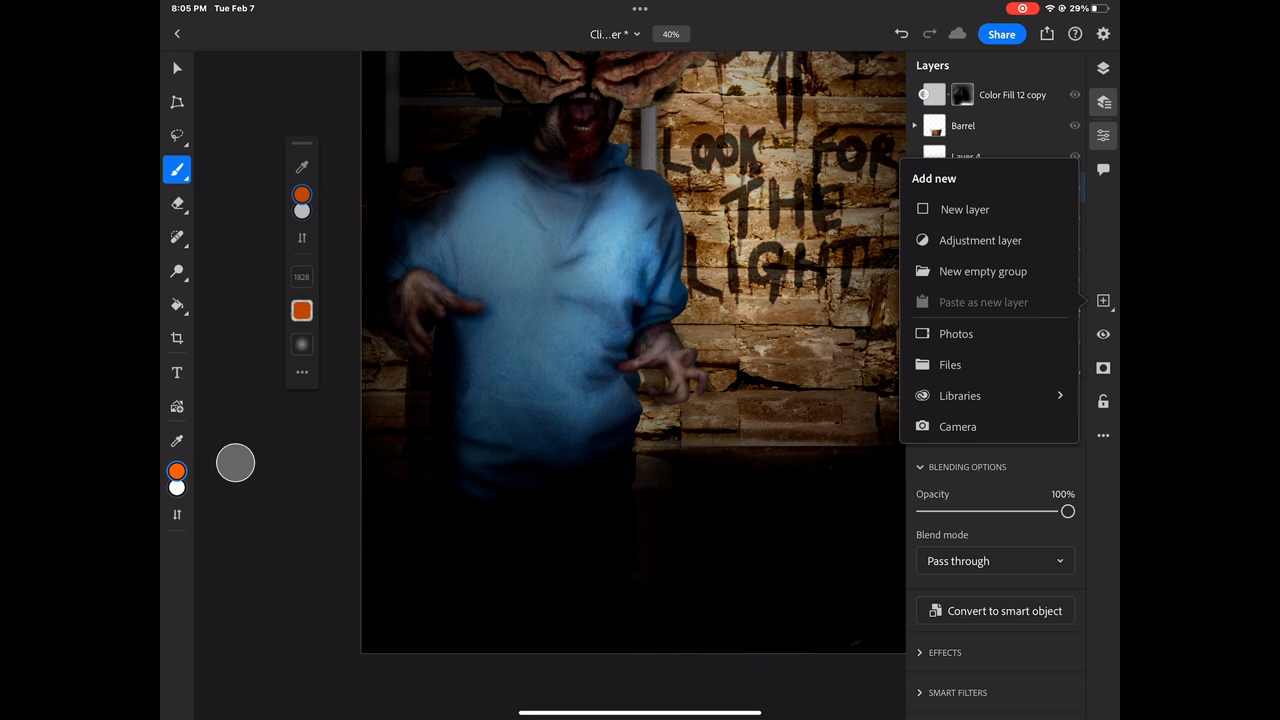 8:05 PM Tue Feb 7
29%
Cli...er *
40%
Share
Layers
Color Fill 12 copy
Barrel
Layer 4
Add new
New layer
Adjustment layer
New empty group
Paste as new layer
Photos
Files
Libraries
Camera
1828
LOOK FOR
THE
LIGHT
BLENDING OPTIONS
Opacity 100%
Blend mode
Pass through
Convert to smart object
EFFECTS
SMART FILTERS